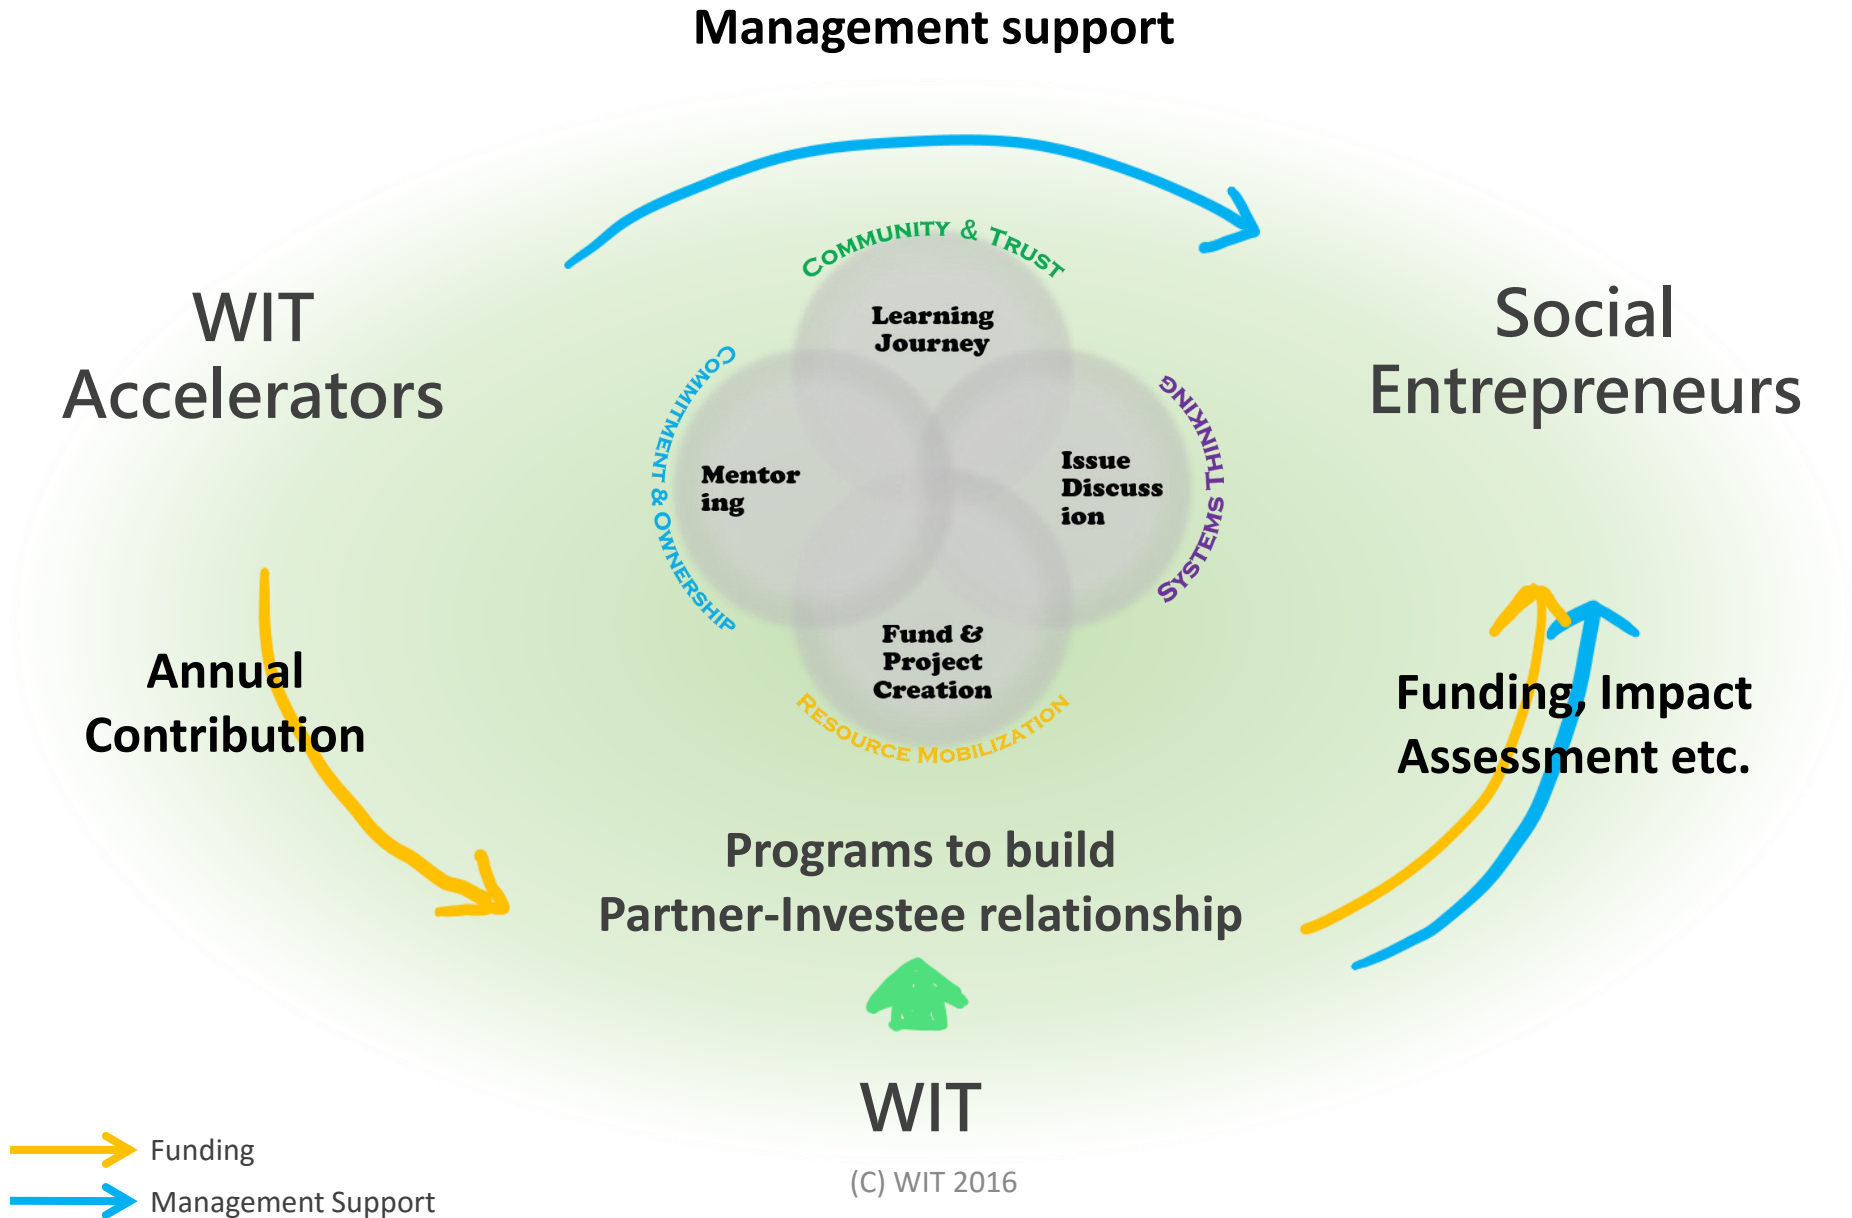 Management support
COMMUNITY & TRUST
WIT
Accelerators
Social
Entrepreneurs
Learning
Journey
COMMITMENT & OWNERSHIP
SYSTEMS THINKING
Mentor
ing
Issue
Discuss
ion
Fund &
Project
Creation
RESOURCE MOBILIZATION
Annual
Contribution
Funding, Impact
Assessment etc.
Programs to build
Partner-Investee relationship
WIT
(C) WIT 2016
Funding
Management Support